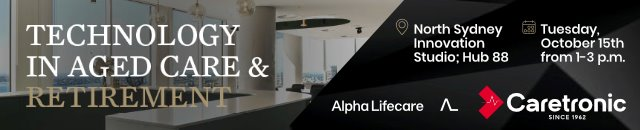 TECHNOLOGY
IN AGED CARE &
RETIREMENT
North Sydney
Innovation
Studio; Hub 88
Tuesday,
October 15th
from 1-3 p.m.
Alpha Lifecare
Caretronic
SINCE 1962